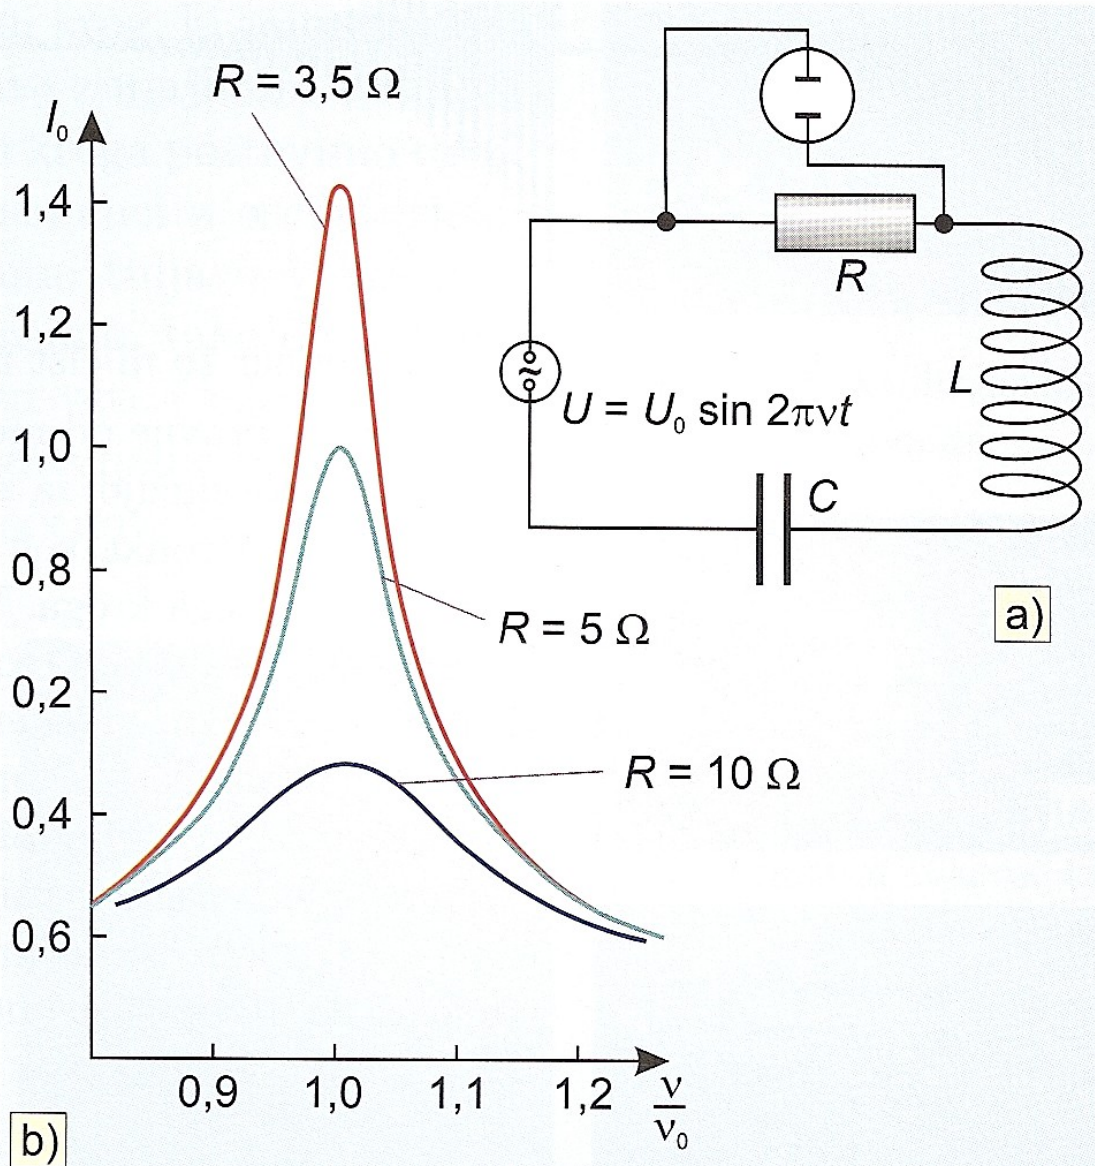 R = 3,5 Ω
I₀
1,4
1,2
1,0
0,8
0,2
0,4
0,6
R = 5 Ω
R = 10 Ω
0,9 1,0 1,1 1,2
ν/ν₀
b)
R
L
U = U₀ sin 2πνt
C
a)